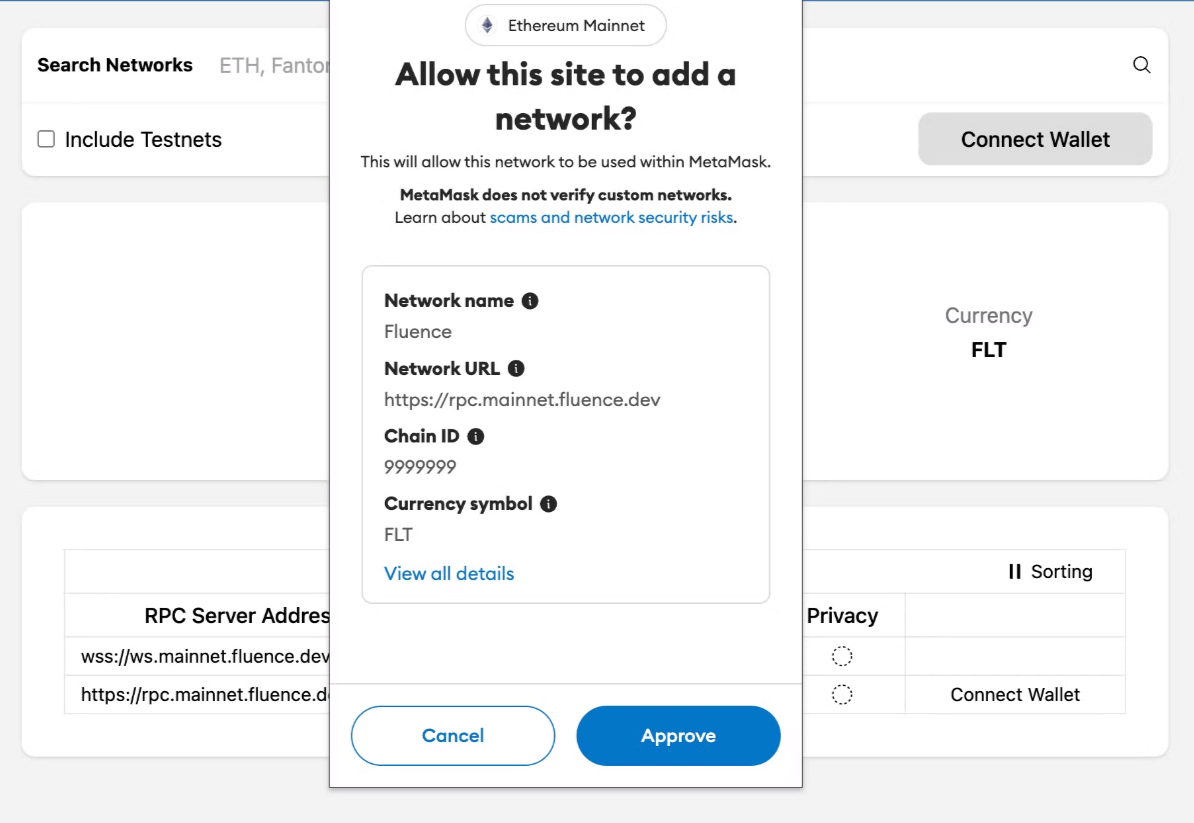 Ethereum Mainnet
Allow this site to add a
network?
This will allow this network to be used within MetaMask.
MetaMask does not verify custom networks.
Learn about scams and network security risks.
Network name
Fluence
Network URL
https://rpc.mainnet.fluence.dev
Chain ID
9999999
Currency symbol
FLT
View all details
Cancel
Approve
Search Networks
ETH, Fantom
Include Testnets
Connect Wallet
Currency
FLT
Sorting
RPC Server Addres
Privacy
wss://ws.mainnet.fluence.dev
https://rpc.mainnet.fluence.d
Connect Wallet